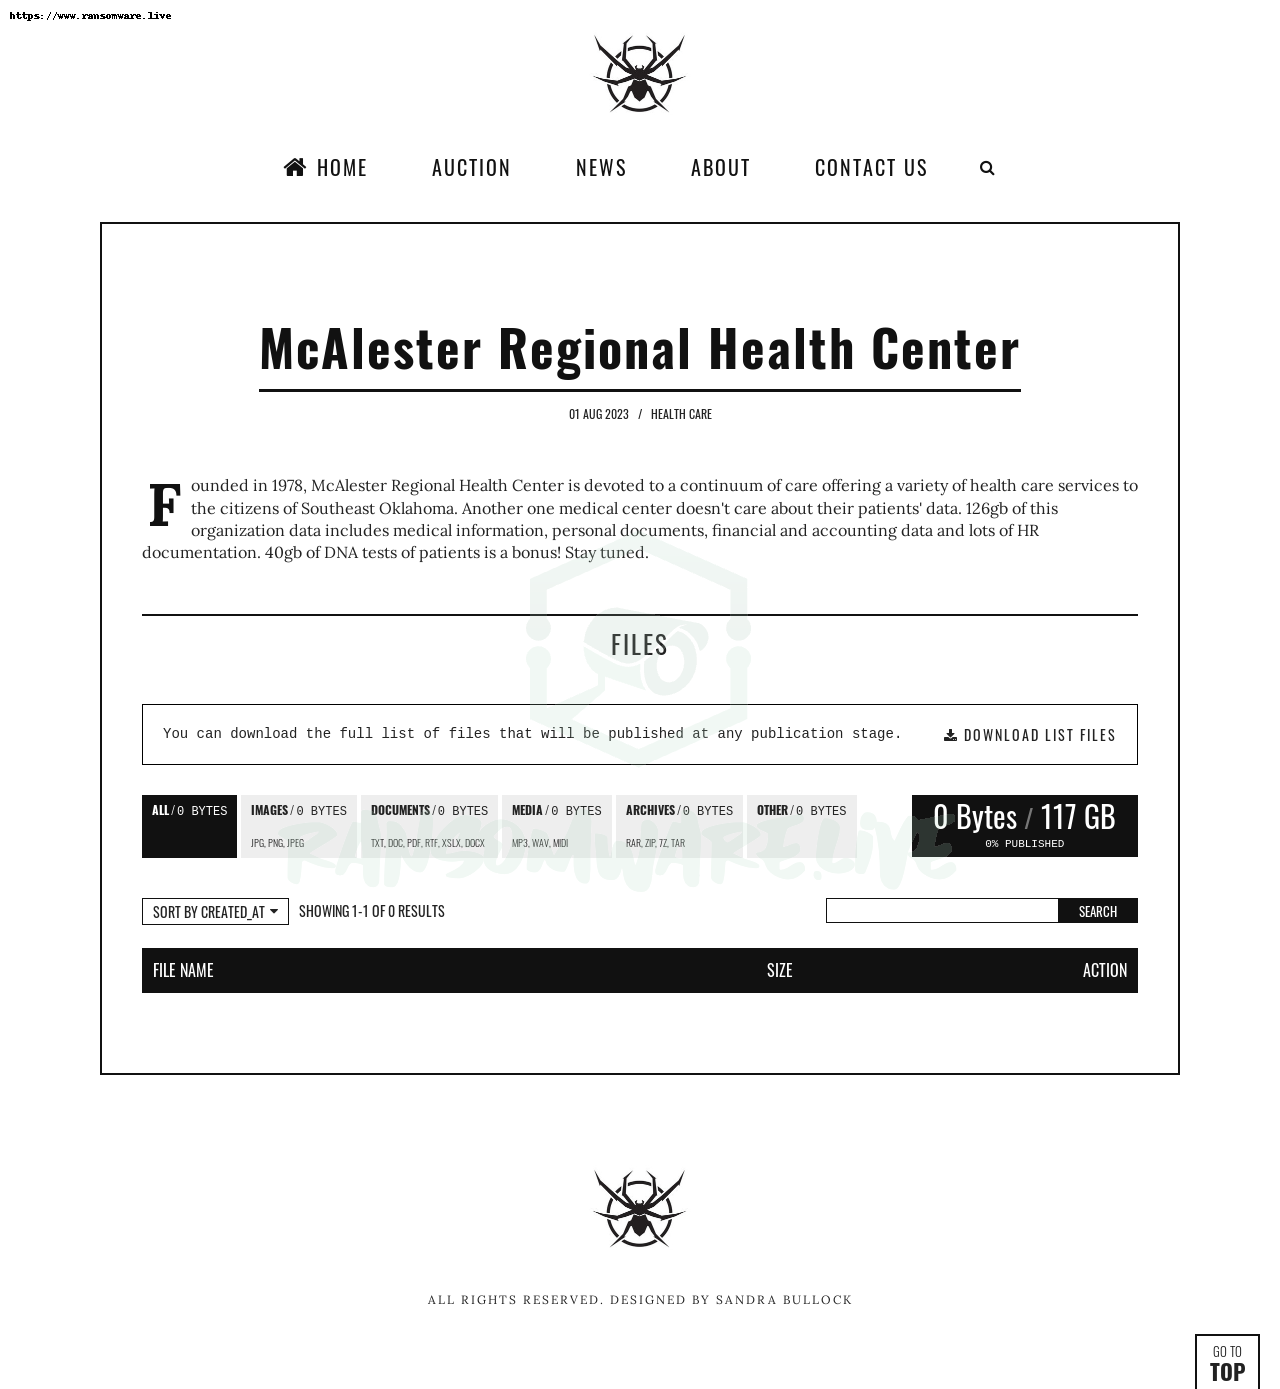 https://www.ransomware.live
HOME AUCTION NEWS ABOUT CONTACT US
McAlester Regional Health Center
01 AUG 2023 / HEALTH CARE
Founded in 1978, McAlester Regional Health Center is devoted to a continuum of care offering a variety of health care services to
the citizens of Southeast Oklahoma. Another one medical center doesn't care about their patients' data. 126gb of this
organization data includes medical information, personal documents, financial and accounting data and lots of HR
documentation. 40gb of DNA tests of patients is a bonus! Stay tuned.
FILES
You can download the full list of files that will be published at any publication stage. DOWNLOAD LIST FILES
ALL / 0 BYTES IMAGES / 0 BYTES DOCUMENTS / 0 BYTES MEDIA / 0 BYTES ARCHIVES / 0 BYTES OTHER / 0 BYTES 0 Bytes / 117 GB
JPG, PNG, JPEG TXT, DOC, PDF, RTF, XSLX, DOCX MP3, WAV, MIDI RAR, ZIP, 7Z, TAR 0% PUBLISHED
RANSOMWARE.LIVE
SORT BY CREATED_AT SHOWING 1-1 OF 0 RESULTS SEARCH
FILE NAME SIZE ACTION
ALL RIGHTS RESERVED. DESIGNED BY SANDRA BULLOCK
GO TO
TOP